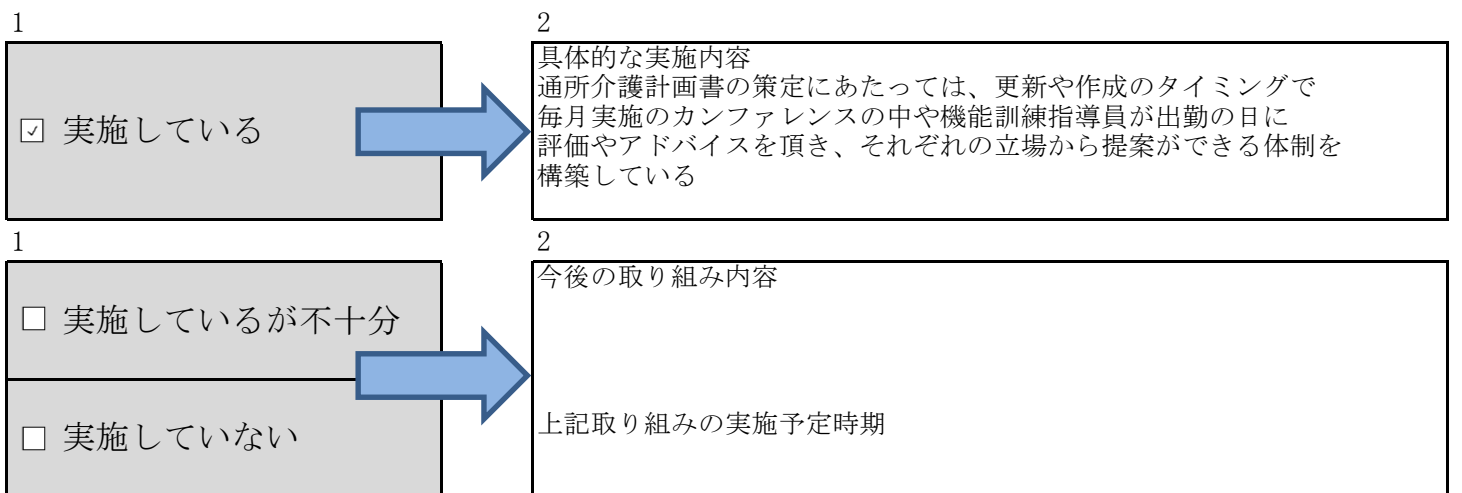 1
2
☑ 実施している
具体的な実施内容
通所介護計画書の策定にあたっては、更新や作成のタイミングで
毎月実施のカンファレンスの中や機能訓練指導員が出勤の日に
評価やアドバイスを頂き、それぞれの立場から提案ができる体制を
構築している
1
2
☐ 実施しているが不十分
☐ 実施していない
今後の取り組み内容
上記取り組みの実施予定時期